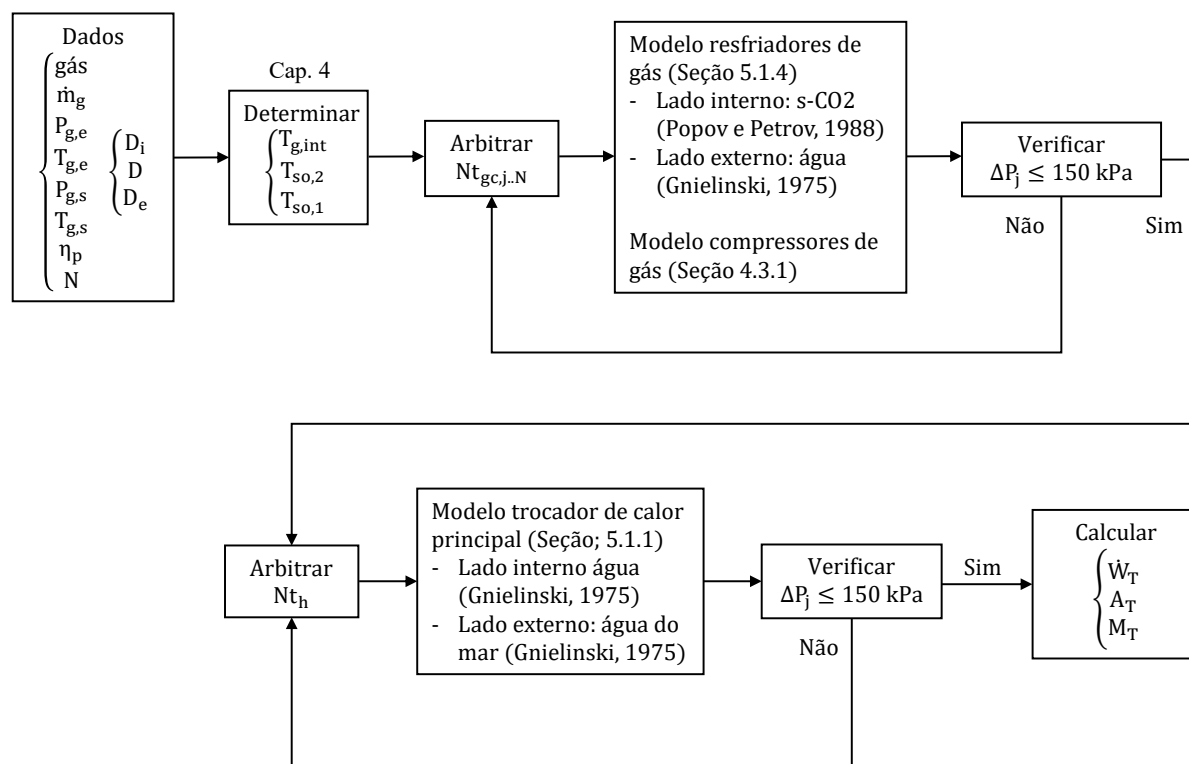 Dados
gás
ṁg
Pg,e
Tg,e
Pg,s
Tg,s
ηp
N
Di
D
De
Cap. 4
Determinar
Tg,int
Tso,2
Tso,1
Arbitrar
Ntgc,j..N
Modelo resfriadores de
gás (Seção 5.1.4)
- Lado interno: s-CO2
(Popov e Petrov, 1988)
- Lado externo: água
(Gnielinski, 1975)
Modelo compressores de
gás (Seção 4.3.1)
Verificar
ΔPj ≤ 150 kPa
Não
Sim
Arbitrar
Nth
Modelo trocador de calor
principal (Seção; 5.1.1)
- Lado interno água
(Gnielinski, 1975)
- Lado externo: água do
mar (Gnielinski, 1975)
Verificar
ΔPj ≤ 150 kPa
Sim
Não
Calcular
ẆT
AT
MT